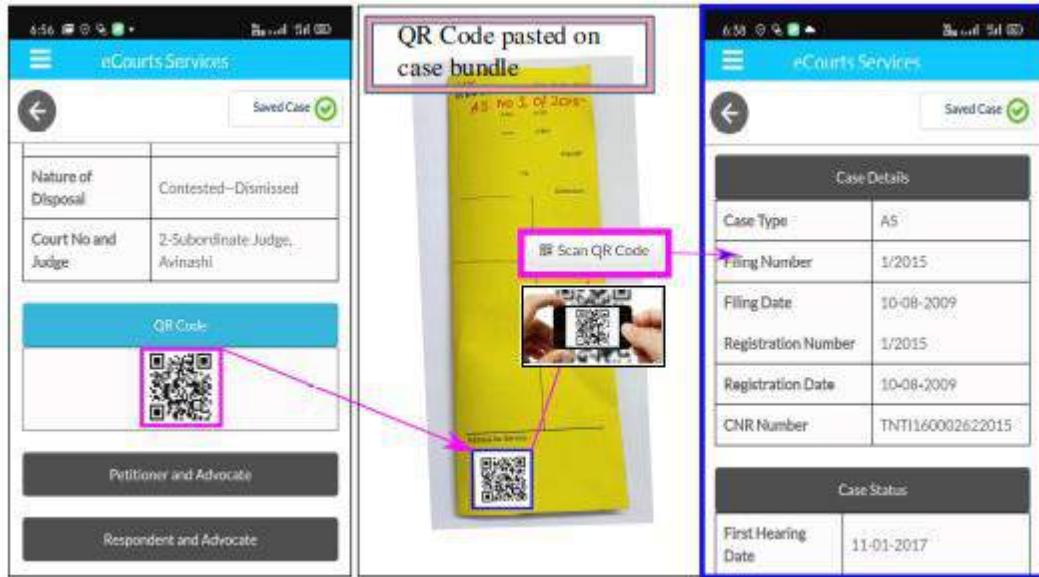 6:56
eCourts Services
Saved Case
Nature of Disposal
Contested--Dismissed
Court No and Judge
2-Subordinate Judge, Avinashi
QR Code
Petitioner and Advocate
Respondent and Advocate
QR Code pasted on
case bundle
AS. No 1 of 2015
Address for Service
Scan QR Code
6:58
eCourts Services
Saved Case
Case Details
Case Type
AS
Filing Number
1/2015
Filing Date
10-08-2009
Registration Number
1/2015
Registration Date
10-08-2009
CNR Number
TNTI160002622015
Case Status
First Hearing Date
11-01-2017